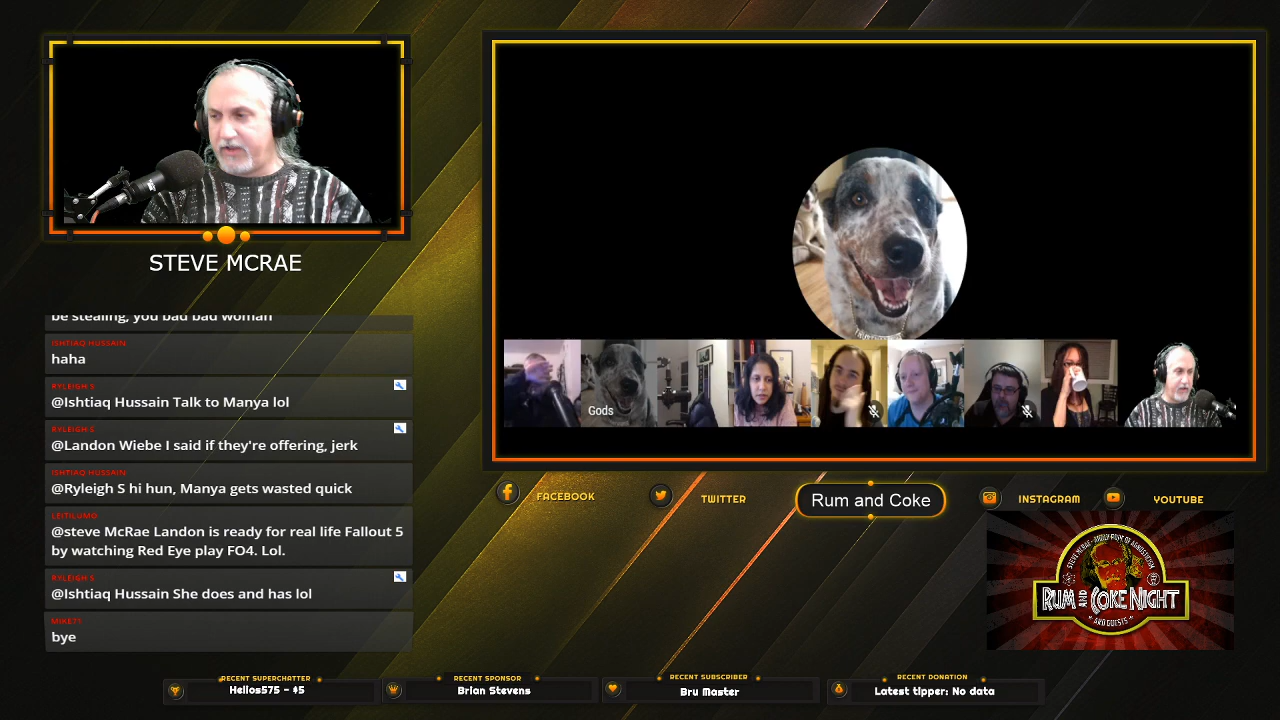 STEVE MCRAE
be stealing, you bad bad woman
ISHTIAQ HUSSAIN
haha
RYLEIGH S
@Ishtiaq Hussain Talk to Manya lol
RYLEIGH S
@Landon Wiebe I said if they're offering, jerk
ISHTIAQ HUSSAIN
@Ryleigh S hi hun, Manya gets wasted quick
LEITILUMO
@steve McRae Landon is ready for real life Fallout 5
by watching Red Eye play FO4. Lol.
RYLEIGH S
@Ishtiaq Hussain She does and has lol
bye
Gods
FACEBOOK
TWITTER
Rum and Coke
INSTAGRAM
YOUTUBE
RUM AND COKE NIGHT
AND GUESTS
RECENT SUPERCHATTER
Helios575 - $5
RECENT SPONSOR
Brian Stevens
RECENT SUBSCRIBER
Bru Master
RECENT DONATION
Latest tipper: No data